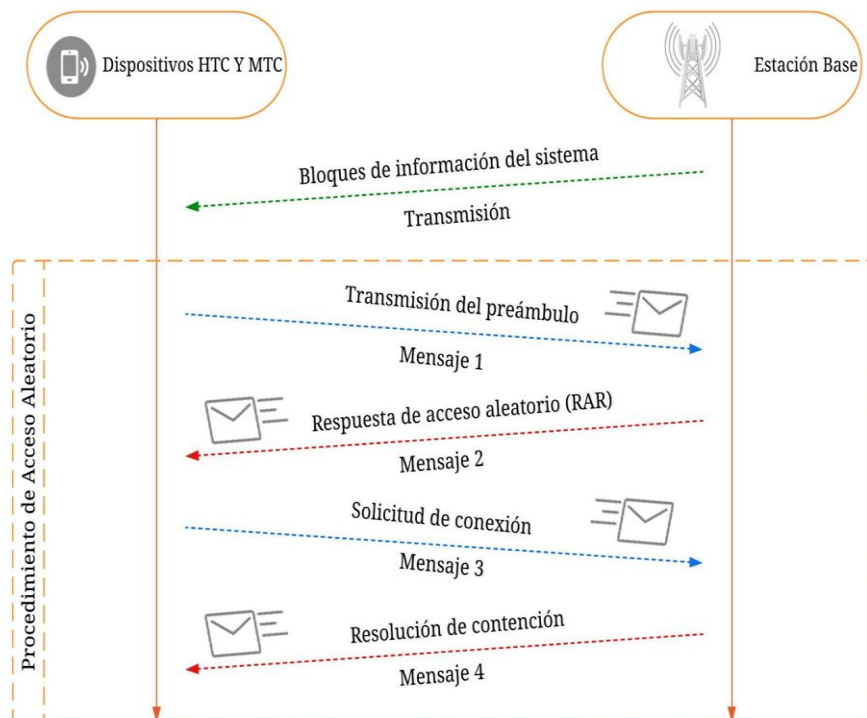 Dispositivos HTC Y MTC
Estación Base
Bloques de información del sistema
Transmisión
Procedimiento de Acceso Aleatorio
Transmisión del preámbulo
Mensaje 1
Respuesta de acceso aleatorio (RAR)
Mensaje 2
Solicitud de conexión
Mensaje 3
Resolución de contención
Mensaje 4